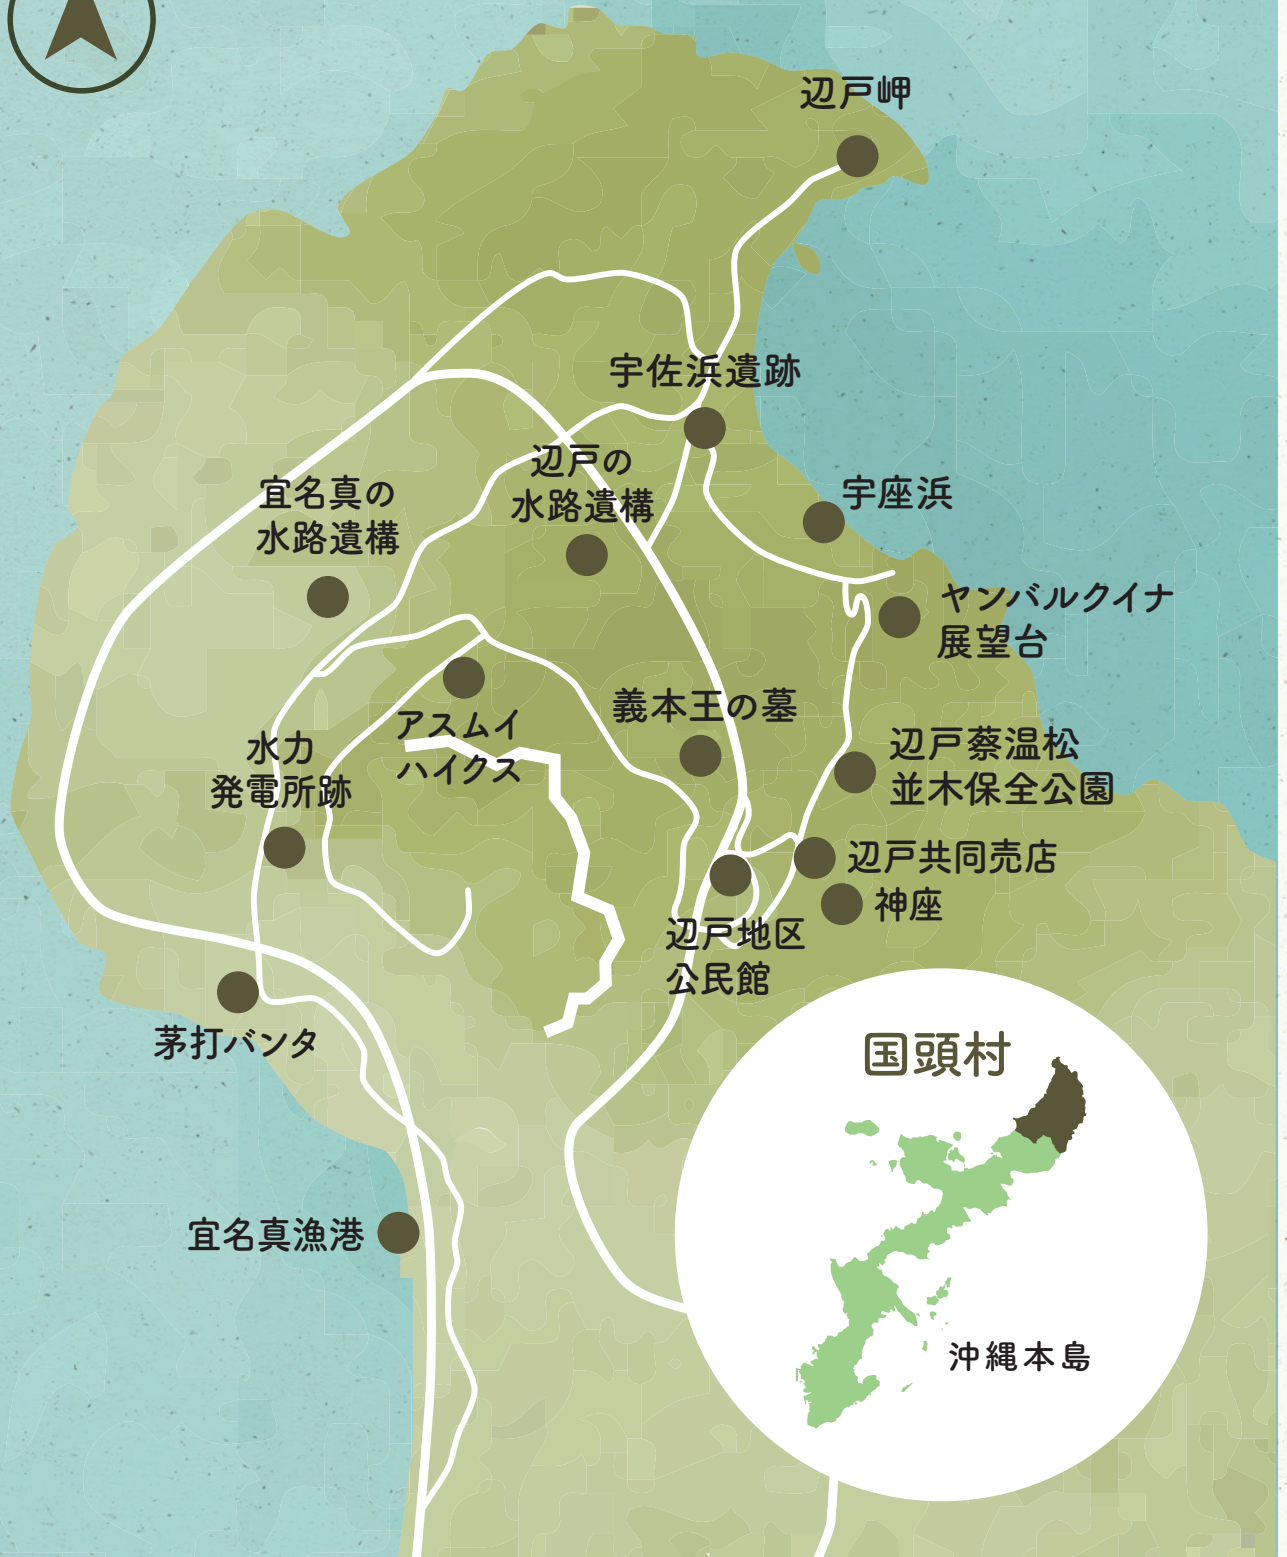 辺戸岬
宇佐浜遺跡
辺戸の
水路遺構
宜名真の
水路遺構
宇座浜
ヤンバルクイナ
展望台
アスムイ
ハイクス
義本王の墓
水力
発電所跡
辺戸蔡温松
並木保全公園
辺戸共同売店
神座
辺戸地区
公民館
茅打バンタ
国頭村
宜名真漁港
沖縄本島